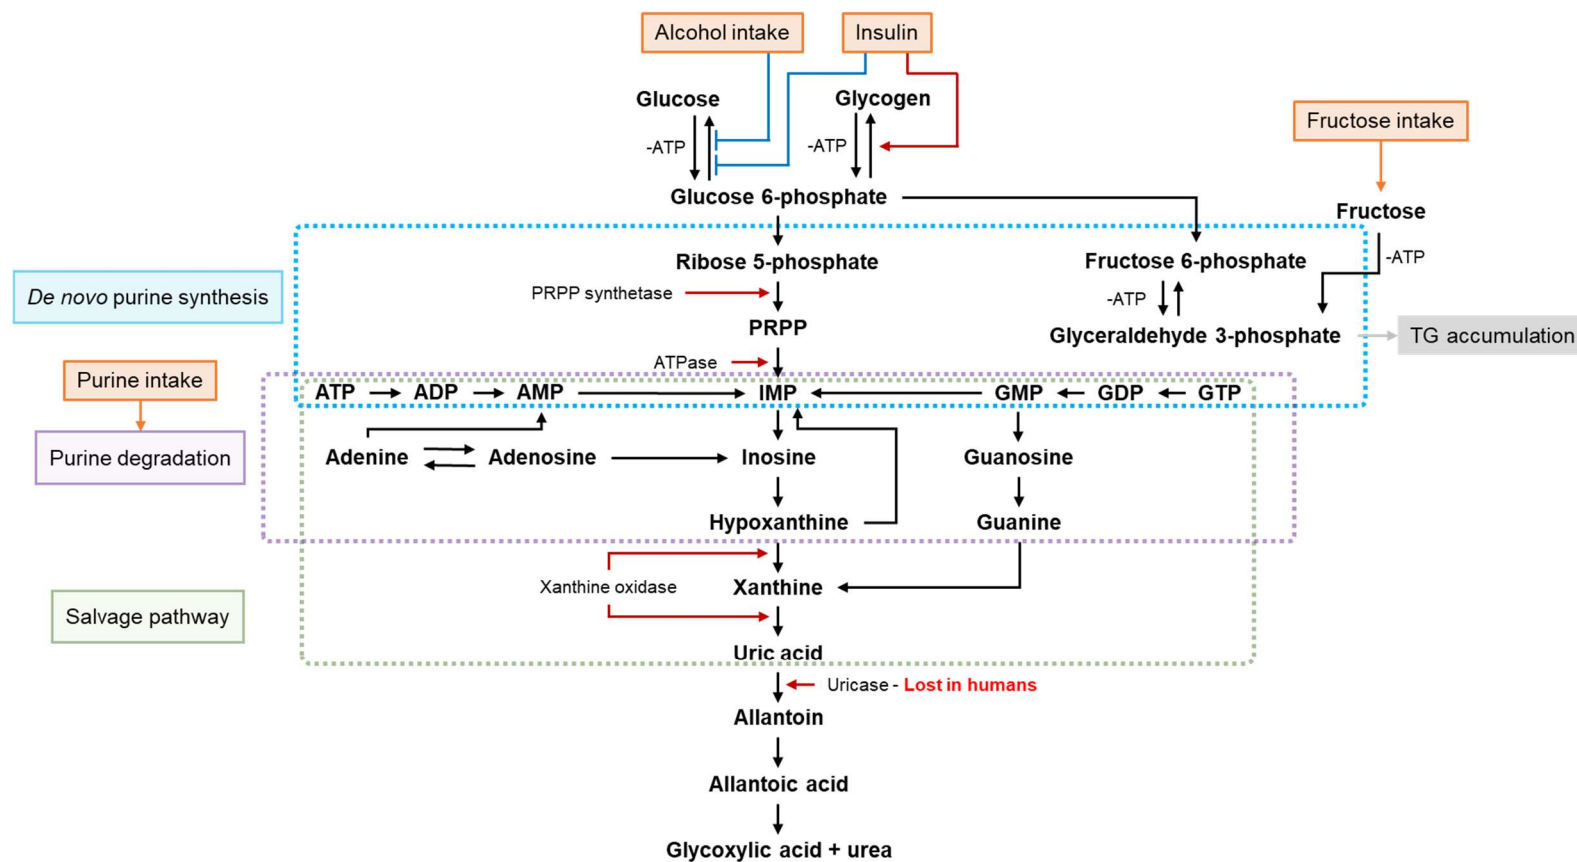 Alcohol intake
Insulin
Glucose
Glycogen
Fructose intake
-ATP
-ATP
Glucose 6-phosphate
Fructose
Ribose 5-phosphate
Fructose 6-phosphate
-ATP
De novo purine synthesis
PRPP synthetase
-ATP
PRPP
Glyceraldehyde 3-phosphate
TG accumulation
ATPase
Purine intake
ATP
ADP
AMP
IMP
GMP
GDP
GTP
Purine degradation
Adenine
Adenosine
Inosine
Guanosine
Hypoxanthine
Guanine
Xanthine oxidase
Xanthine
Salvage pathway
Uric acid
Uricase - Lost in humans
Allantoin
Allantoic acid
Glycoxylic acid + urea